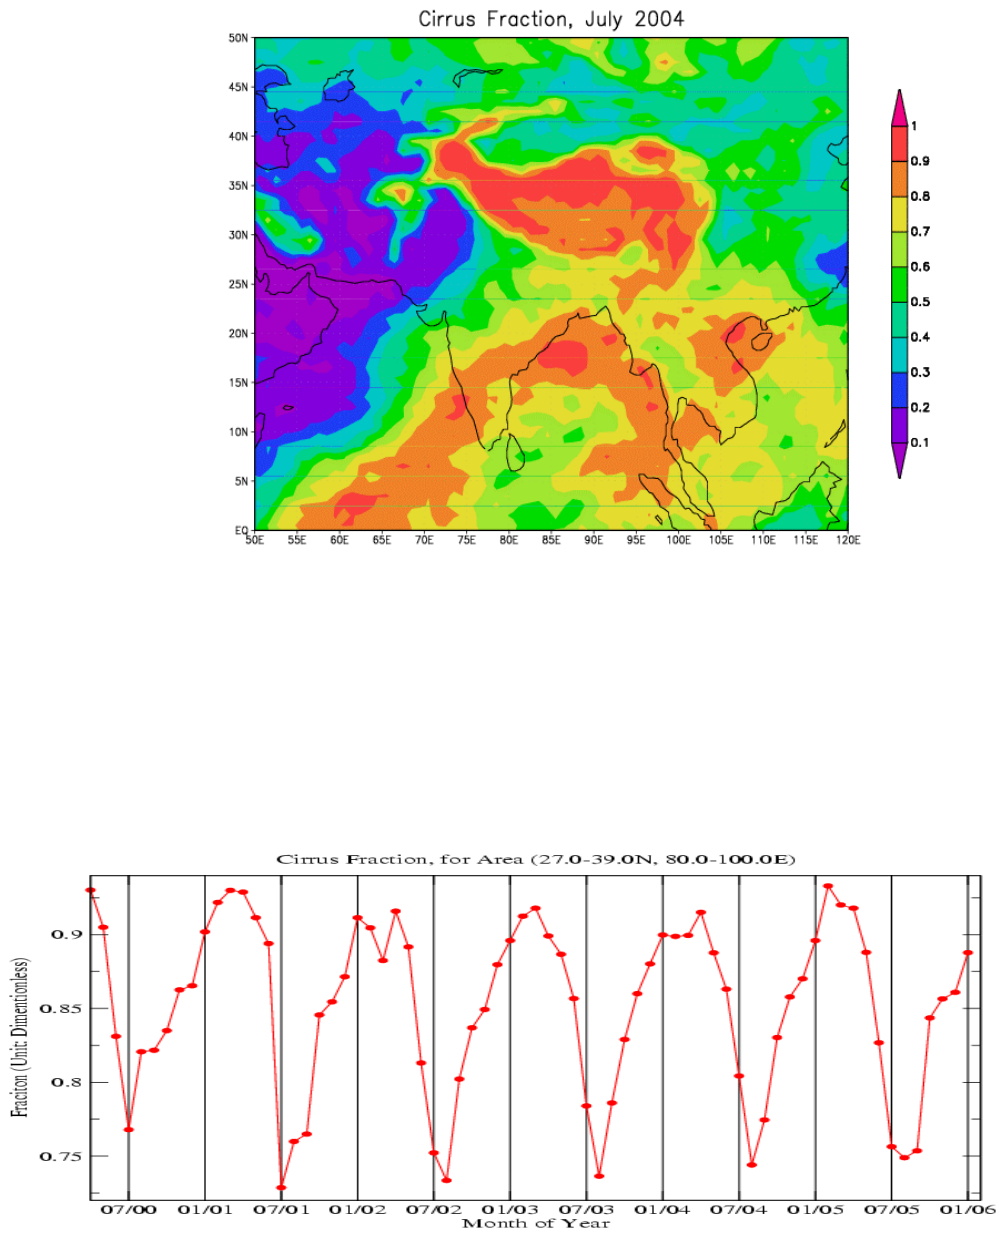 Cirrus Fraction, July 2004
50N
45N
40N
35N
30N
25N
20N
15N
10N
5N
EQ
50E 55E 60E 65E 70E 75E 80E 85E 90E 95E 100E 105E 110E 115E 120E
1
0.9
0.8
0.7
0.6
0.5
0.4
0.3
0.2
0.1
Cirrus Fraction, for Area (27.0-39.0N, 80.0-100.0E)
Fraciton (Unit: Dimentionless)
0.9
0.85
0.8
0.75
07/00 01/01 07/01 01/02 07/02 01/03 07/03 01/04 07/04 01/05 07/05 01/06
Month of Year